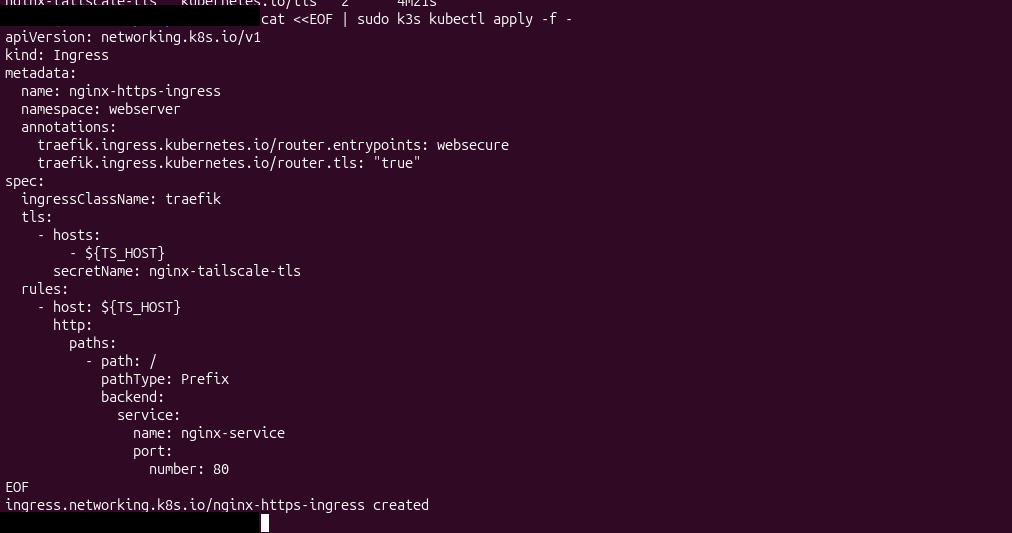 nginx-tailscale-tls   kubernetes.io/tls   2      4m21s
cat <<EOF | sudo k3s kubectl apply -f -
apiVersion: networking.k8s.io/v1
kind: Ingress
metadata:
  name: nginx-https-ingress
  namespace: webserver
  annotations:
    traefik.ingress.kubernetes.io/router.entrypoints: websecure
    traefik.ingress.kubernetes.io/router.tls: "true"
spec:
  ingressClassName: traefik
  tls:
    - hosts:
        - ${TS_HOST}
      secretName: nginx-tailscale-tls
  rules:
    - host: ${TS_HOST}
      http:
        paths:
          - path: /
            pathType: Prefix
            backend:
              service:
                name: nginx-service
                port:
                  number: 80
EOF
ingress.networking.k8s.io/nginx-https-ingress created